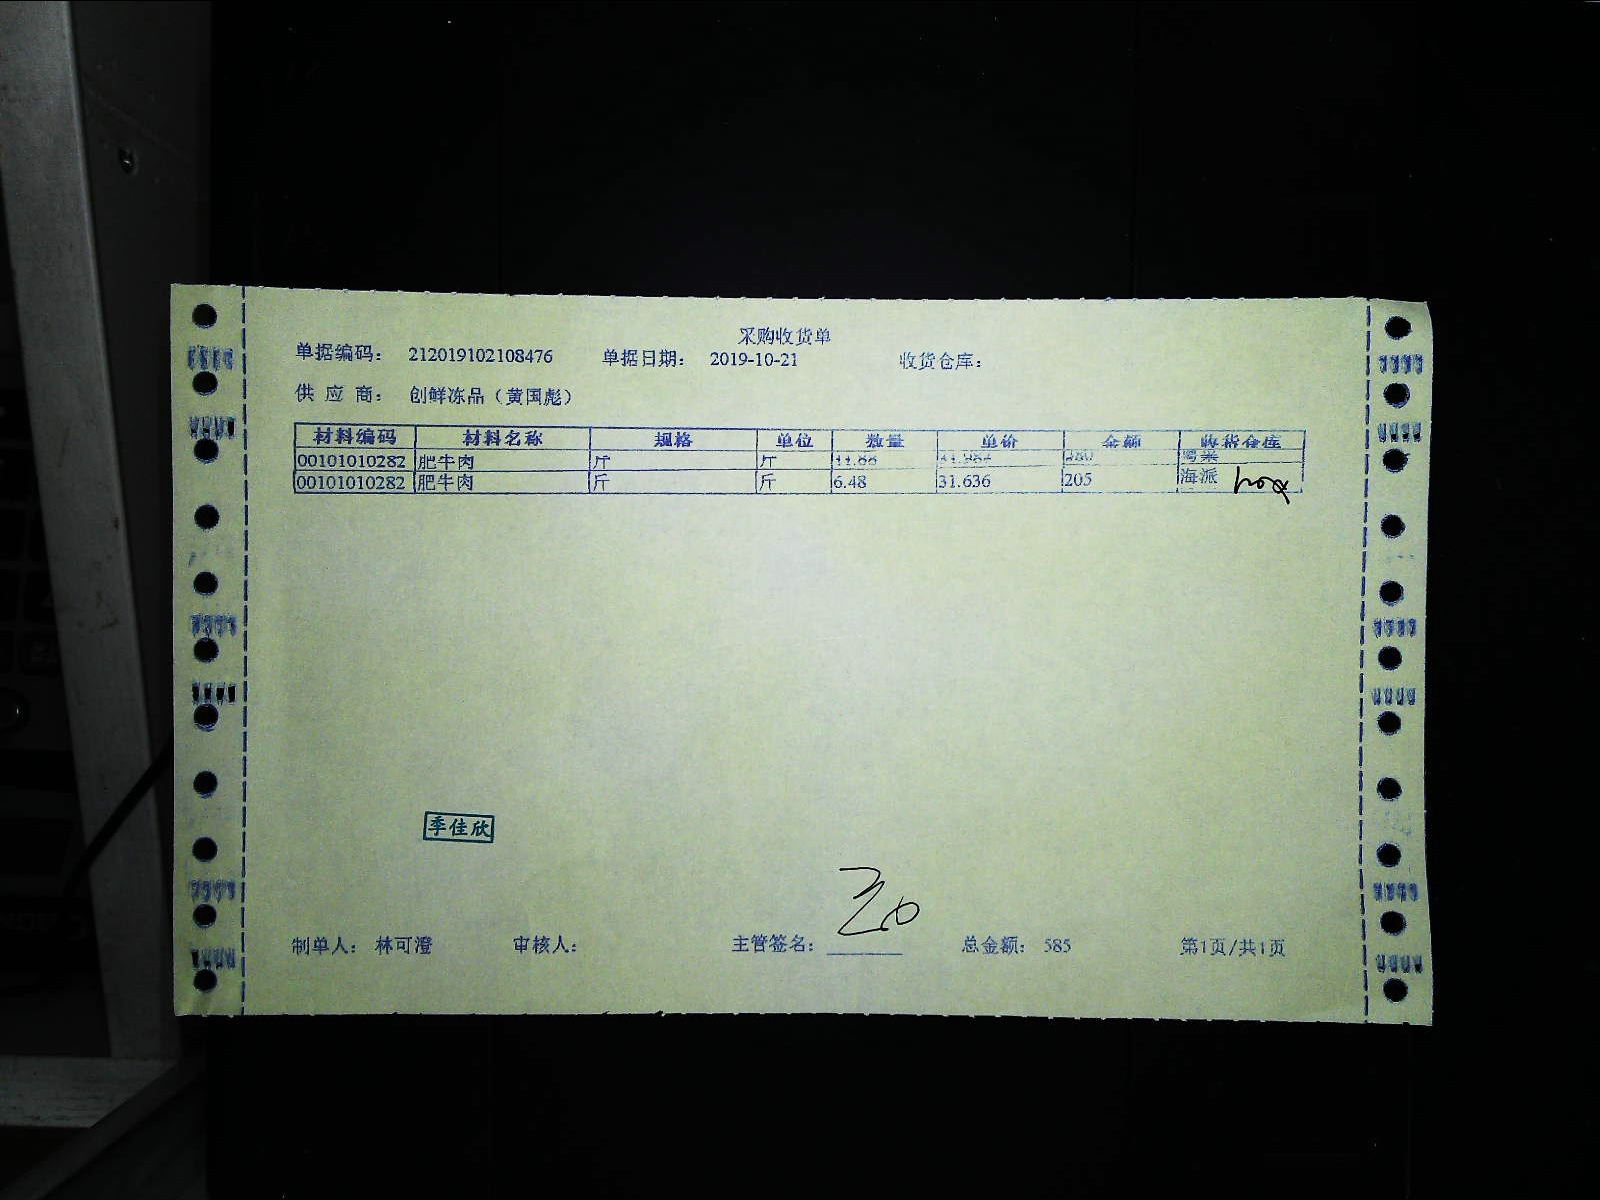 采购收货单
单据编码： 212019102108476 单据日期： 2019-10-21 收货仓库：
供 应 商： 创鲜冻品（黄国彪）
材料编码 材料名称 规格 单位 数量 单价 金额 收货仓库
00101010282 肥牛肉 斤 斤
00101010282 肥牛肉 斤 斤 6.48 31.636 205 海派
季佳欣
制单人： 林可澄 审核人： 主管签名： 总金额： 585 第1页/共1页